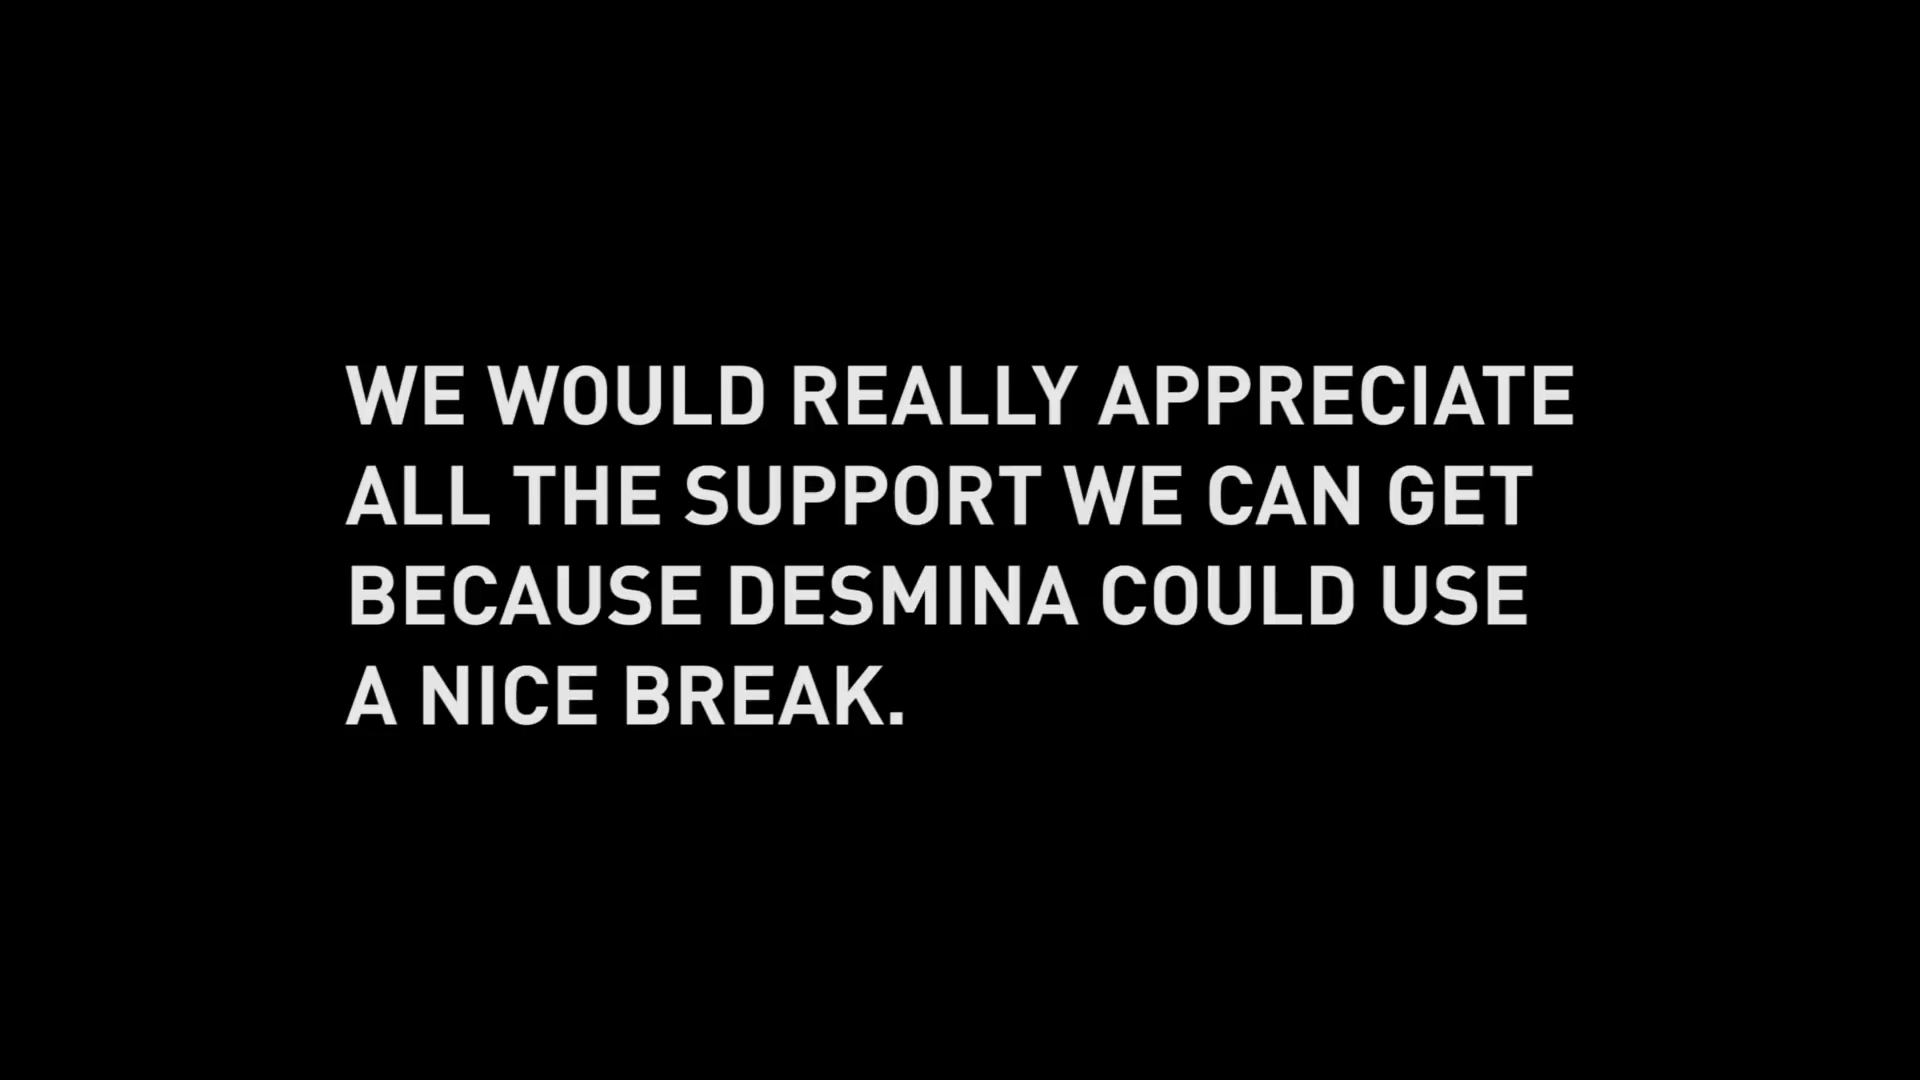 WE WOULD REALLY APPRECIATE
ALL THE SUPPORT WE CAN GET
BECAUSE DESMINA COULD USE
A NICE BREAK.